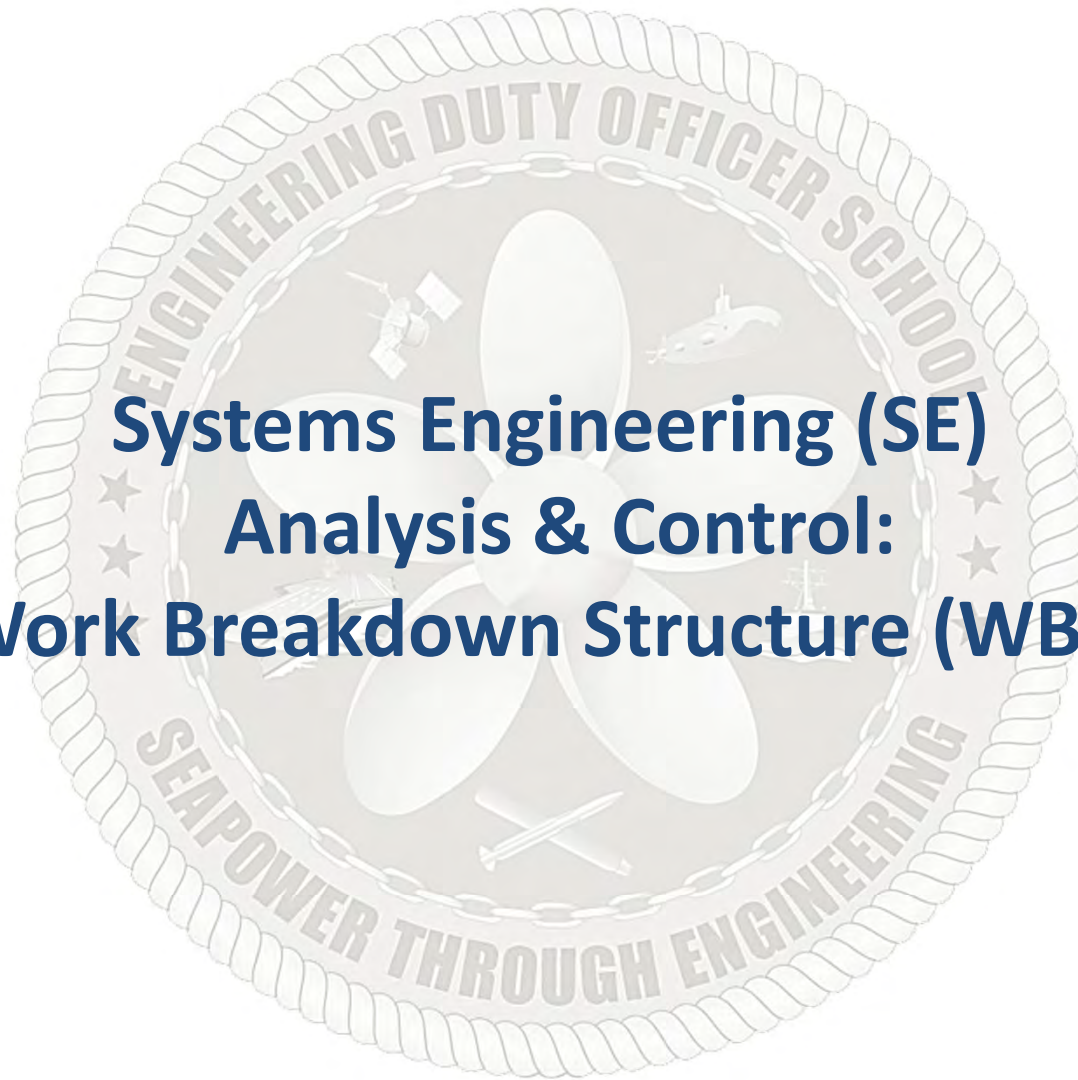 ENGINEERING DUTY OFFICER SCHOOL
Systems Engineering (SE)
Analysis & Control:
Work Breakdown Structure (WB
SEAPOWER THROUGH ENGINEERING